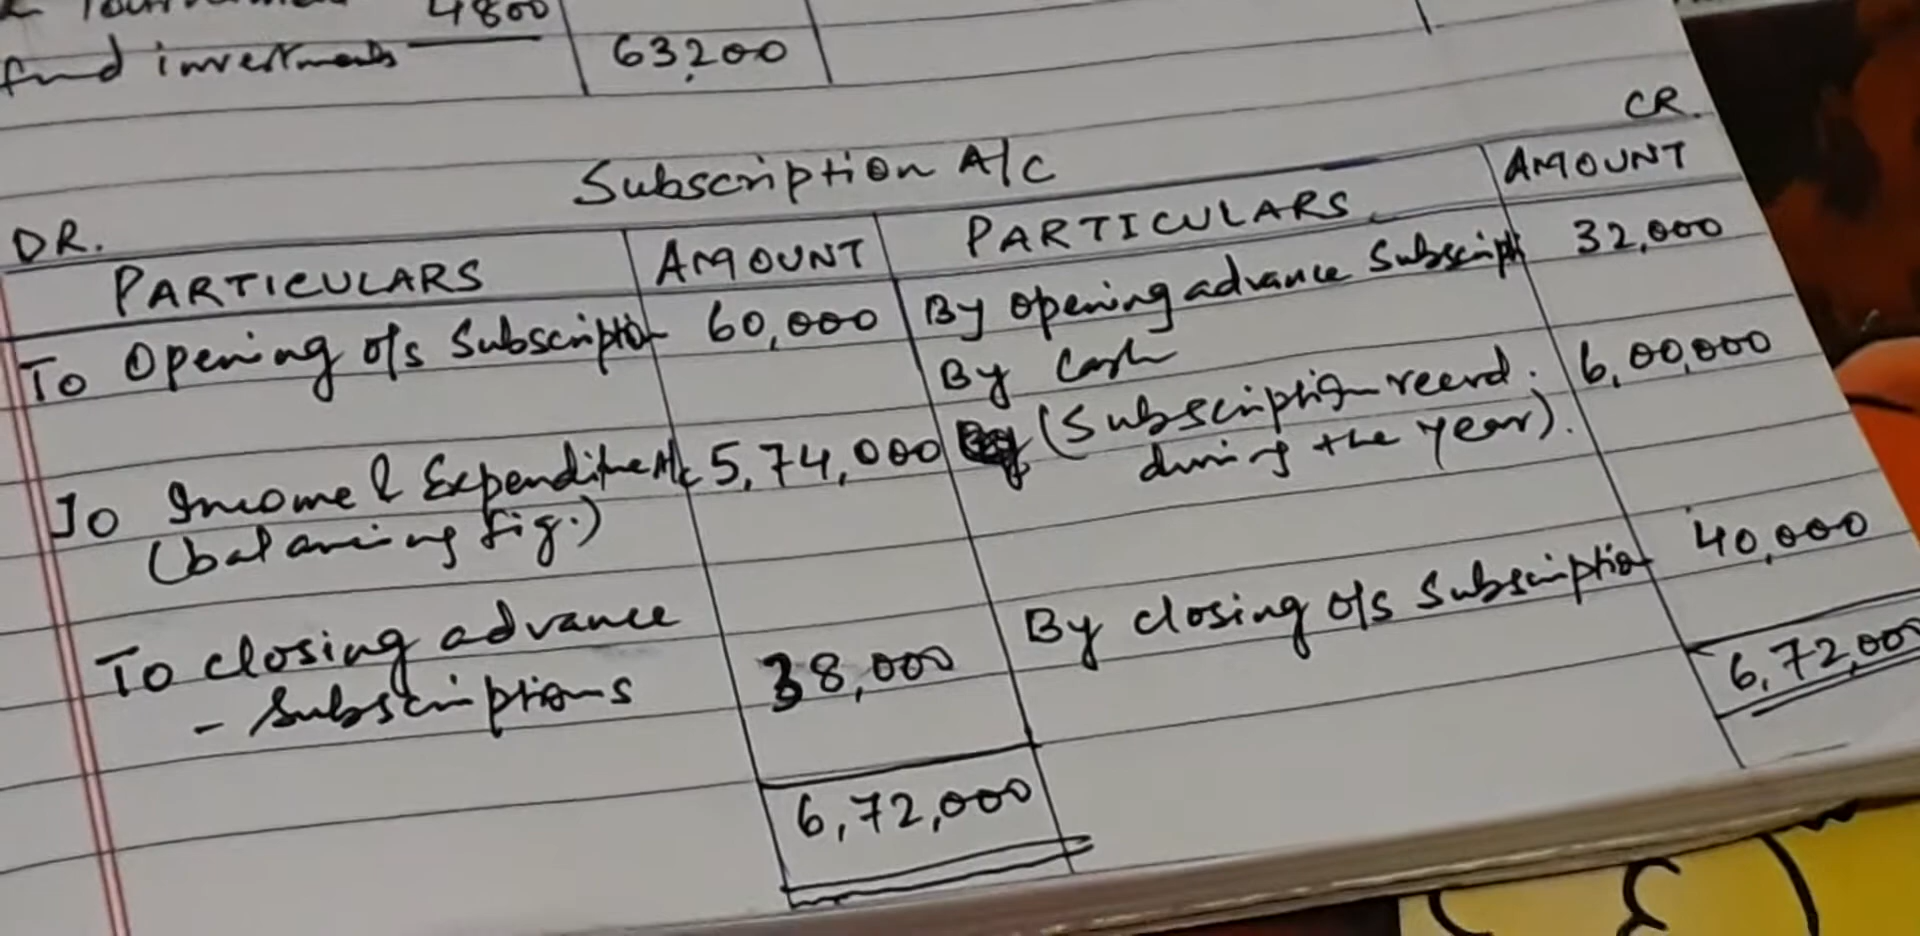 4800
fund investments 63,200
CR.
Subscription A/c
DR.
PARTICULARS AMOUNT PARTICULARS AMOUNT
To Opening o/s Subscription 60,000 By opening advance Subscript 32,000
By Cash
(Subscription recevd. 6,00,000
during the year).
To Income & Expenditure A/c 5,74,000
(balancing fig.)
To closing advance
- Subscriptions 38,000
By closing o/s Subscription 40,000
6,72,000 6,72,000